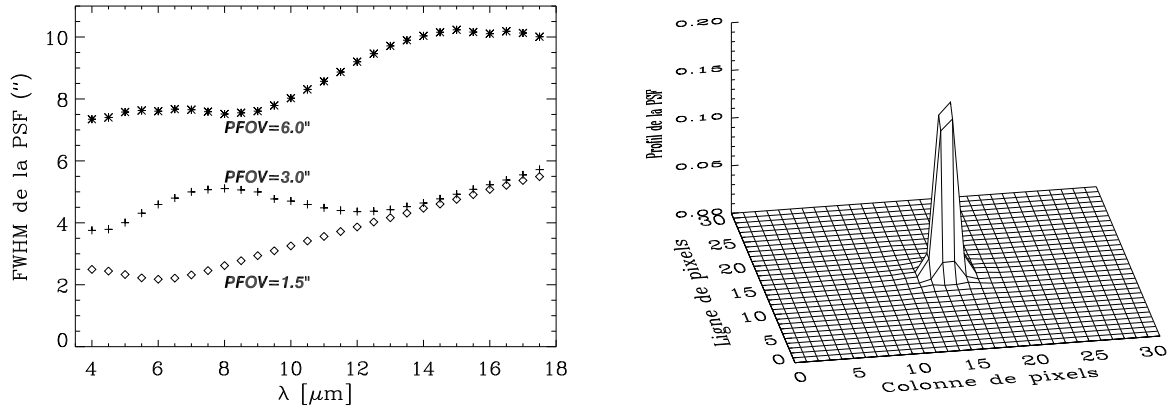 FWHM de la PSF (")
10
8
6
4
2
0
PFOV=6.0"
PFOV=3.0"
PFOV=1.5"
4 6 8 10 12 14 16 18
λ [μm]
Profil de la PSF
0.20
0.15
0.10
0.05
0.00
Ligne de pixels
30
25
20
15
10
5
0
0 5 10 15 20 25 30
Colonne de pixels